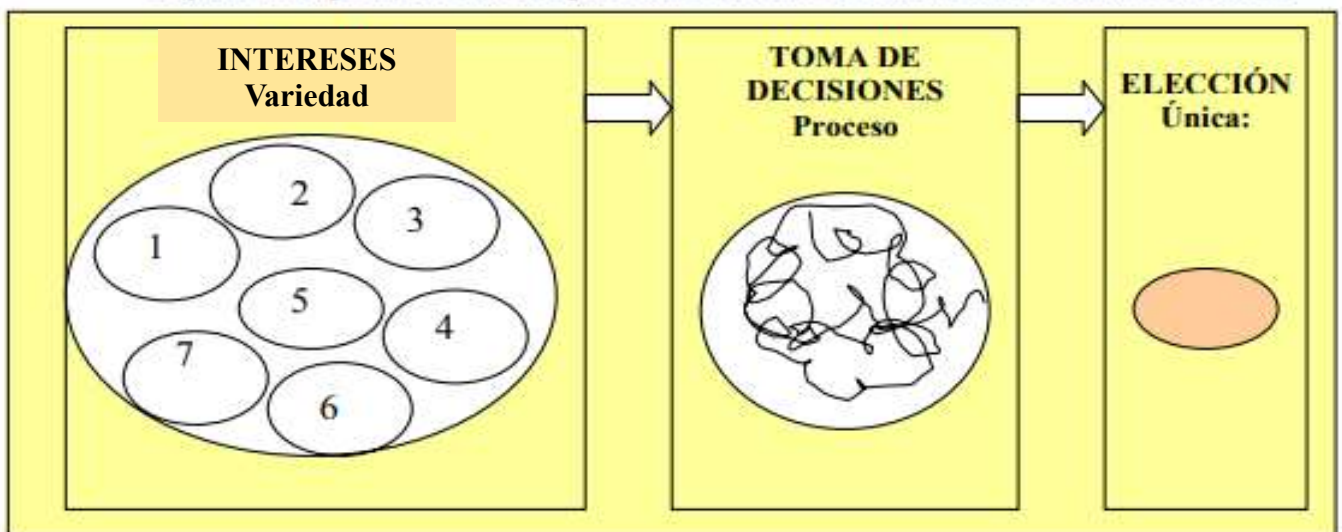 INTERESES
Variedad
TOMA DE
DECISIONES
Proceso
ELECCIÓN
Única:
1
2
3
4
5
6
7